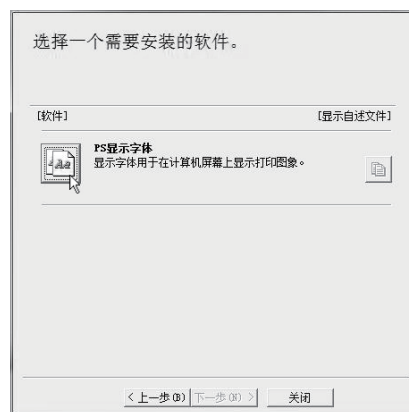 选择一个需要安装的软件。
[软件] [显示自述文件]
PS显示字体
显示字体用于在计算机屏幕上显示打印图象。
Aa
< 上一步(B) 下一步(N) > 关闭